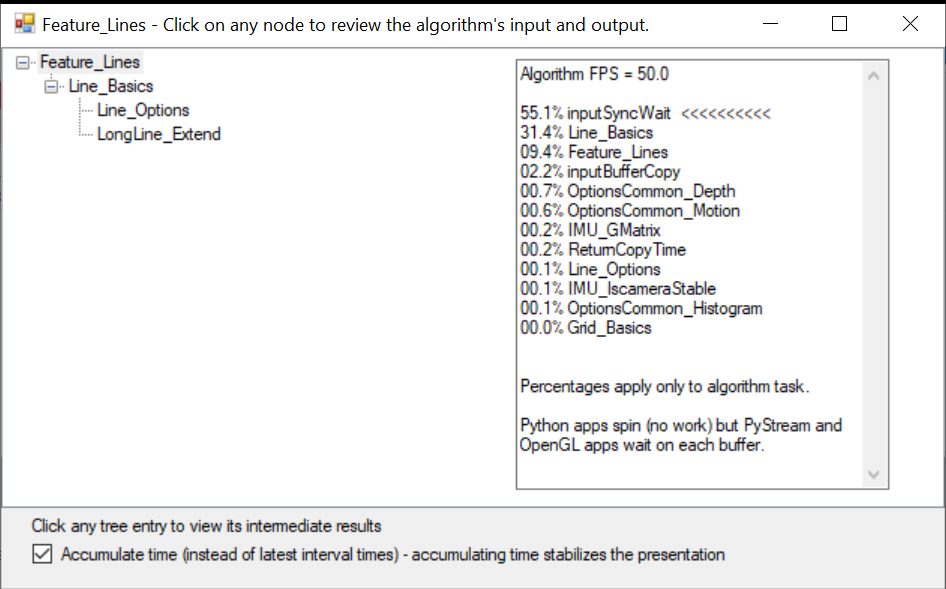 Feature_Lines - Click on any node to review the algorithm's input and output.
Feature_Lines
Line_Basics
Line_Options
LongLine_Extend
Algorithm FPS = 50.0
55.1% inputSyncWait <<<<<<<<<<
31.4% Line_Basics
09.4% Feature_Lines
02.2% inputBufferCopy
00.7% OptionsCommon_Depth
00.6% OptionsCommon_Motion
00.2% IMU_GMatrix
00.2% ReturnCopyTime
00.1% Line_Options
00.1% IMU_IscameraStable
00.1% OptionsCommon_Histogram
00.0% Grid_Basics
Percentages apply only to algorithm task.
Python apps spin (no work) but PyStream and
OpenGL apps wait on each buffer.
Click any tree entry to view its intermediate results
Accumulate time (instead of latest interval times) - accumulating time stabilizes the presentation